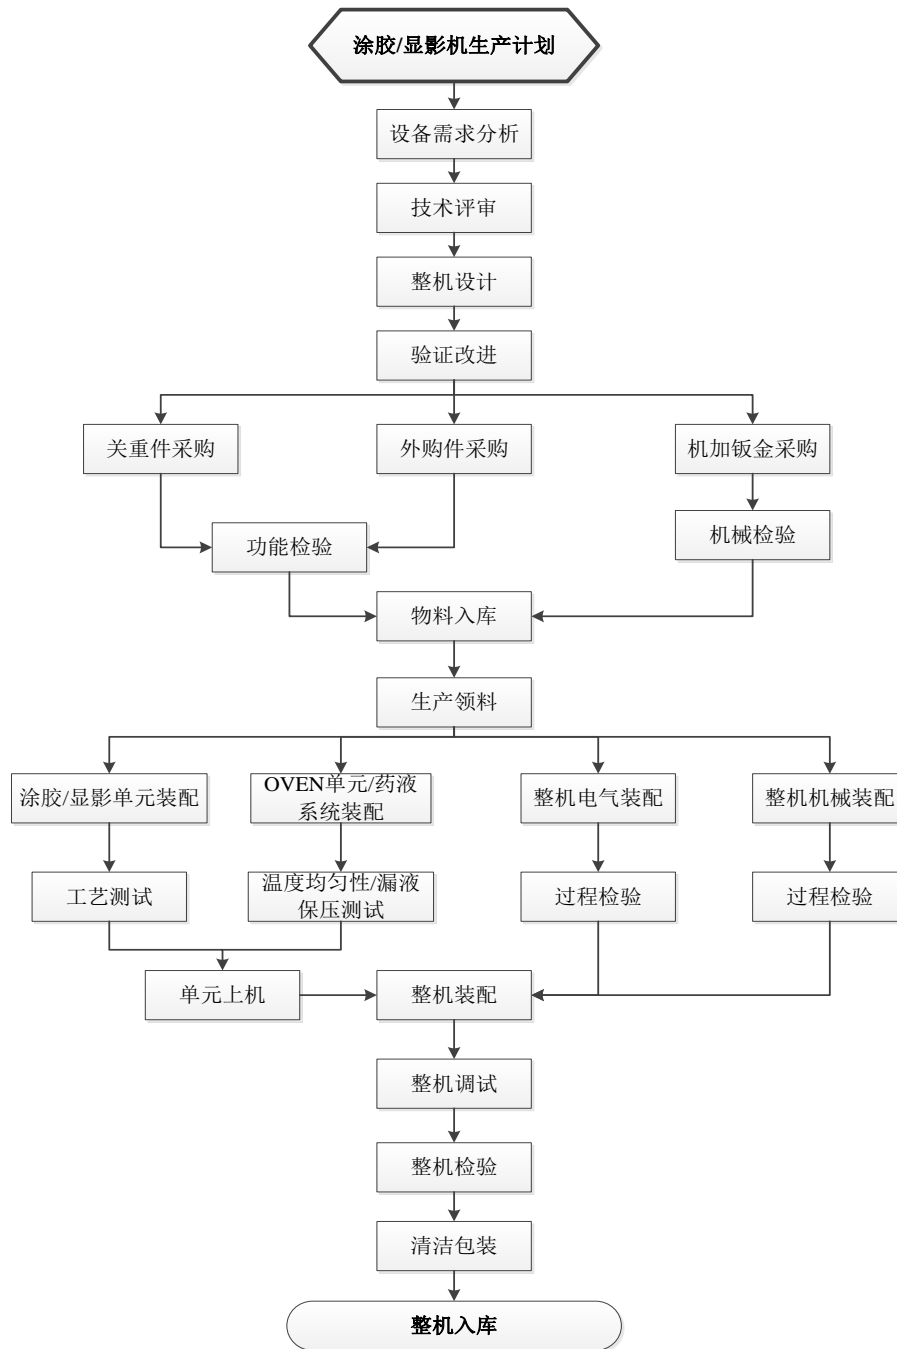 涂胶/显影机生产计划
设备需求分析
技术评审
整机设计
验证改进
关重件采购
外购件采购
机加钣金采购
功能检验
机械检验
物料入库
生产领料
涂胶/显影单元装配
OVEN单元/药液
系统装配
整机电气装配
整机机械装配
工艺测试
温度均匀性/漏液
保压测试
过程检验
过程检验
单元上机
整机装配
整机调试
整机检验
清洁包装
整机入库